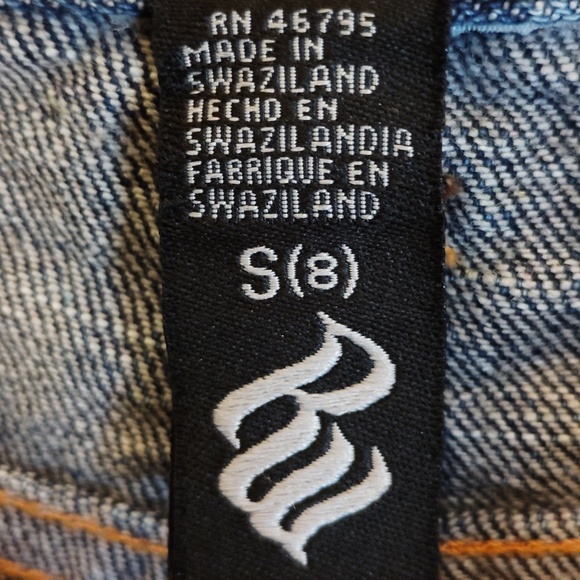 RN 46795
MADE IN
SWAZILAND
HECHO EN
SWAZILANDIA
FABRIQUE EN
SWAZILAND
S(8)